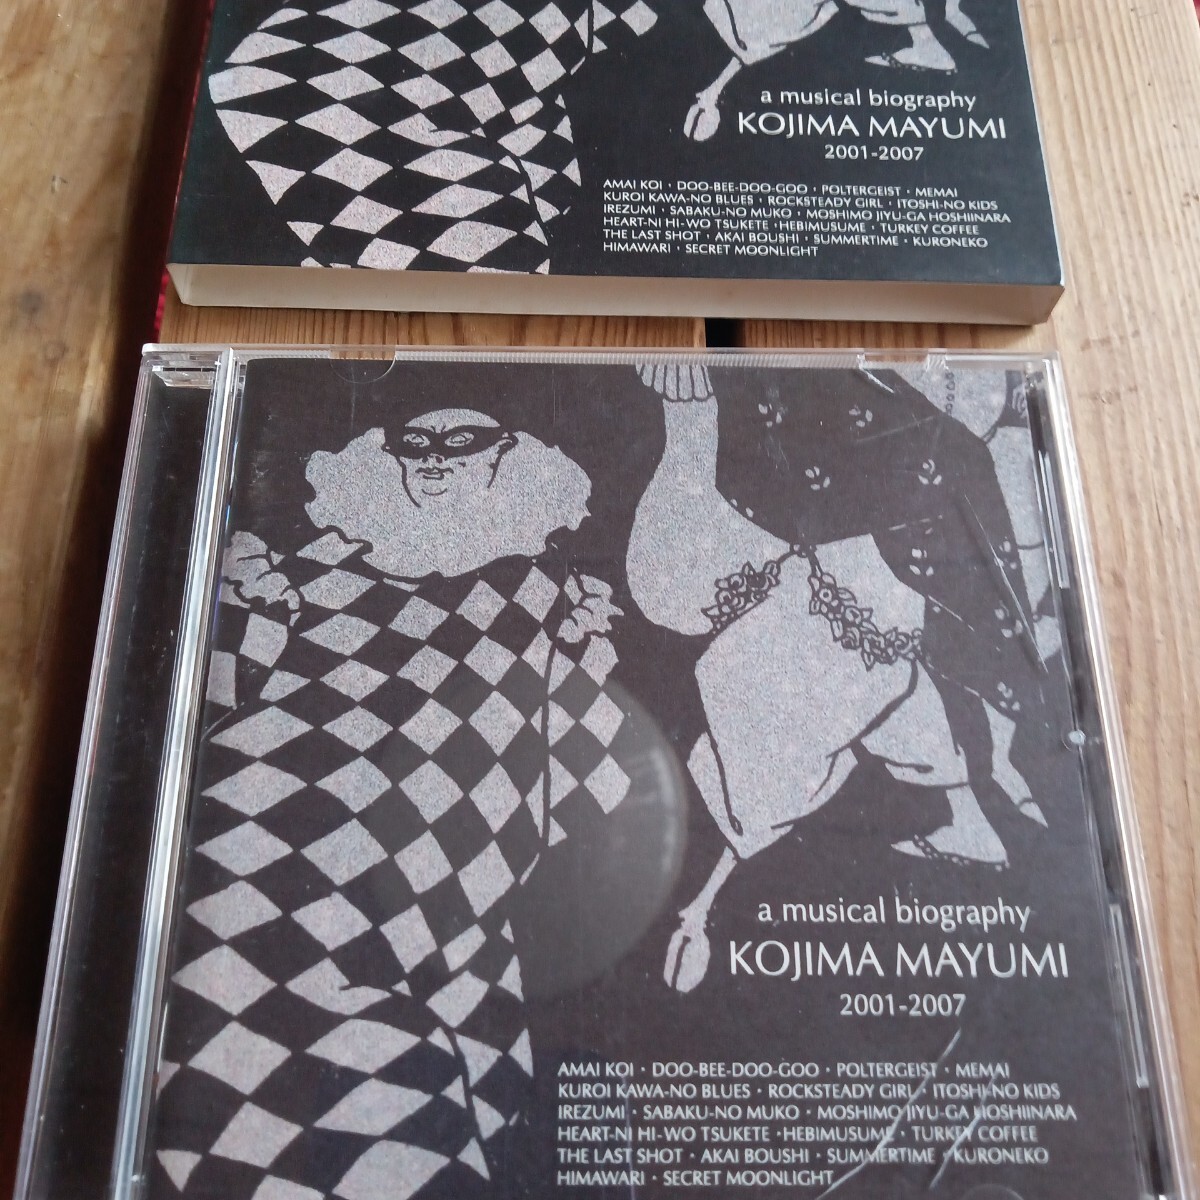 a musical biography
KOJIMA MAYUMI
2001-2007
AMAI KOI · DOO-BEE-DOO-GOO · POLTERGEIST · MEMAI
KUROI KAWA-NO BLUES · ROCKSTEADY GIRL · ITOSHI-NO KIDS
IREZUMI · SABAKU-NO MUKO · MOSHIMO JIYU-GA HOSHIINARA
HEART-NI HI-WO TSUKETE · HEBIMUSUME · TURKEY COFFEE
THE LAST SHOT · AKAI BOUSHI · SUMMERTIME · KURONEKO
HIMAWARI · SECRET MOONLIGHT
a musical biography
KOJIMA MAYUMI
2001-2007
AMAI KOI · DOO-BEE-DOO-GOO · POLTERGEIST · MEMAI
KUROI KAWA-NO BLUES · ROCKSTEADY GIRL · ITOSHI-NO KIDS
IREZUMI · SABAKU-NO MUKO · MOSHIMO JIYU-GA HOSHIINARA
HEART-NI HI-WO TSUKETE · HEBIMUSUME · TURKEY COFFEE
THE LAST SHOT · AKAI BOUSHI · SUMMERTIME · KURONEKO
HIMAWARI · SECRET MOONLIGHT